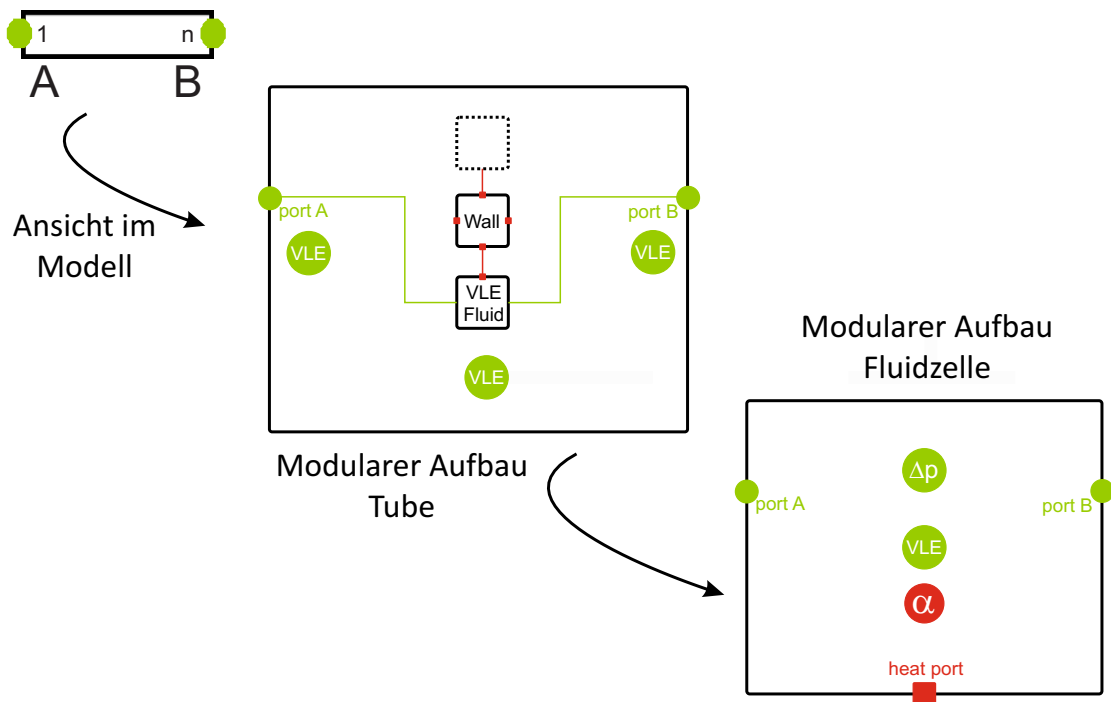 1
n
A
B
Ansicht im
Modell
port A
port B
Wall
VLE
VLE
VLE
Fluid
VLE
Modularer Aufbau
Tube
Modularer Aufbau
Fluidzelle
Δp
port A
port B
VLE
α
heat port